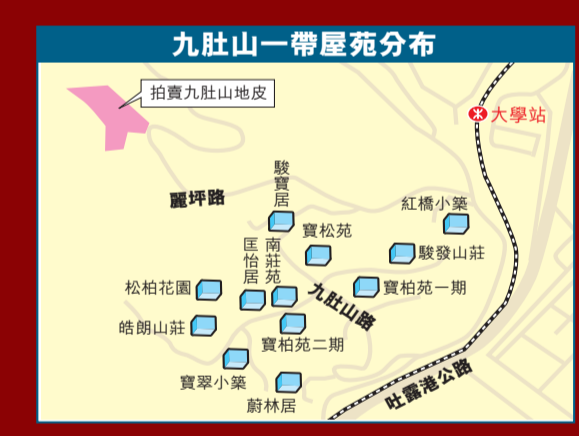 九肚山一帶屋苑分布
拍賣九肚山地皮
大學站
麗坪路
駿寶居
紅橋小築
寶松苑
匡怡居
南莊苑
駿發山莊
松柏花園
九肚山路
寶柏苑一期
皓朗山莊
寶柏苑二期
寶翠小築
蔚林居
吐露港公路